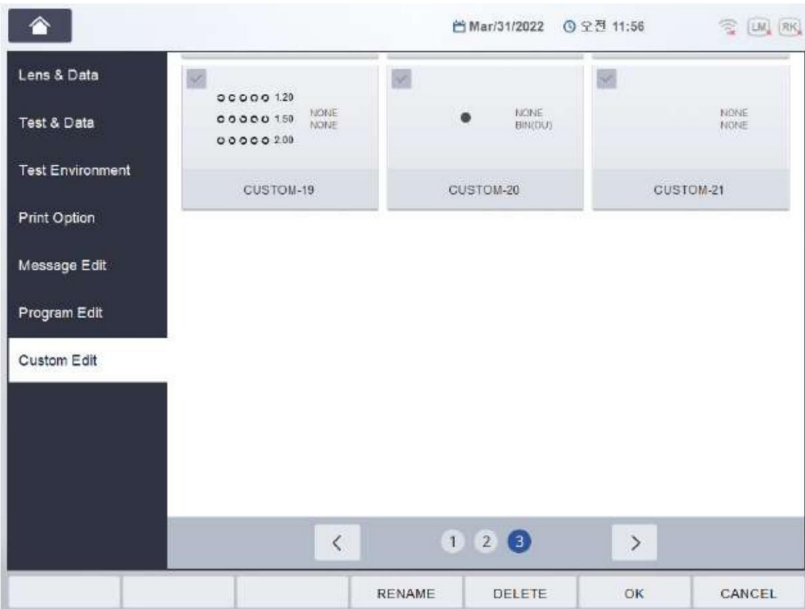 Mar/31/2022 오전 11:56
LM RK
Lens & Data
Test & Data
Test Environment
Print Option
Message Edit
Program Edit
Custom Edit
1.20
1.50
2.00
NONE
NONE
CUSTOM-19
NONE
BIN(DU)
CUSTOM-20
NONE
NONE
CUSTOM-21
< 1 2 3 >
RENAME DELETE OK CANCEL